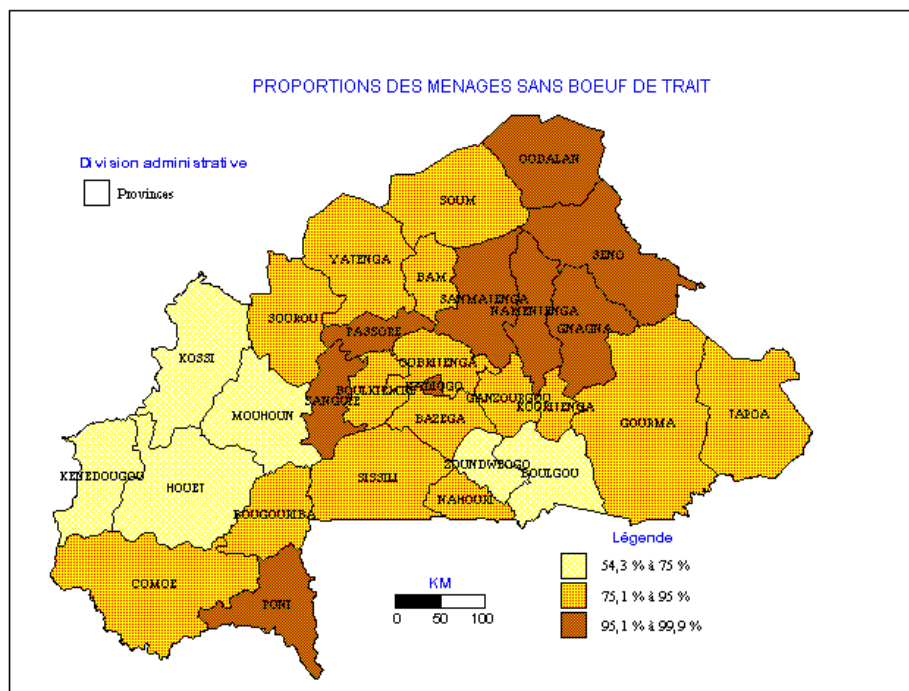 PROPORTIONS DES MENAGES SANS BOEUF DE TRAIT
Division administrative
Provinces
OUDALAN
SOUM
SENO
YATENGA
BAM
SANMATENGA
NAMENTENGA
GNAGNA
SOUROU
PASSORE
KOSSI
OUBRITENGA
BOULKIEMDE
KADIOGO
SANGUIE
GANZOURGOU
KOURITENGA
MOUHOUN
BAZEGA
GOURMA
TAPOA
ZOUNDWEOGO
BOULGOU
KENEDOUGOU
HOUET
SISSILI
NAHOURI
BOUGOURIBA
COMOE
PONI
KM
0 50 100
Légende
54,3 % à 75 %
75,1 % à 95 %
95,1 % à 99,9 %